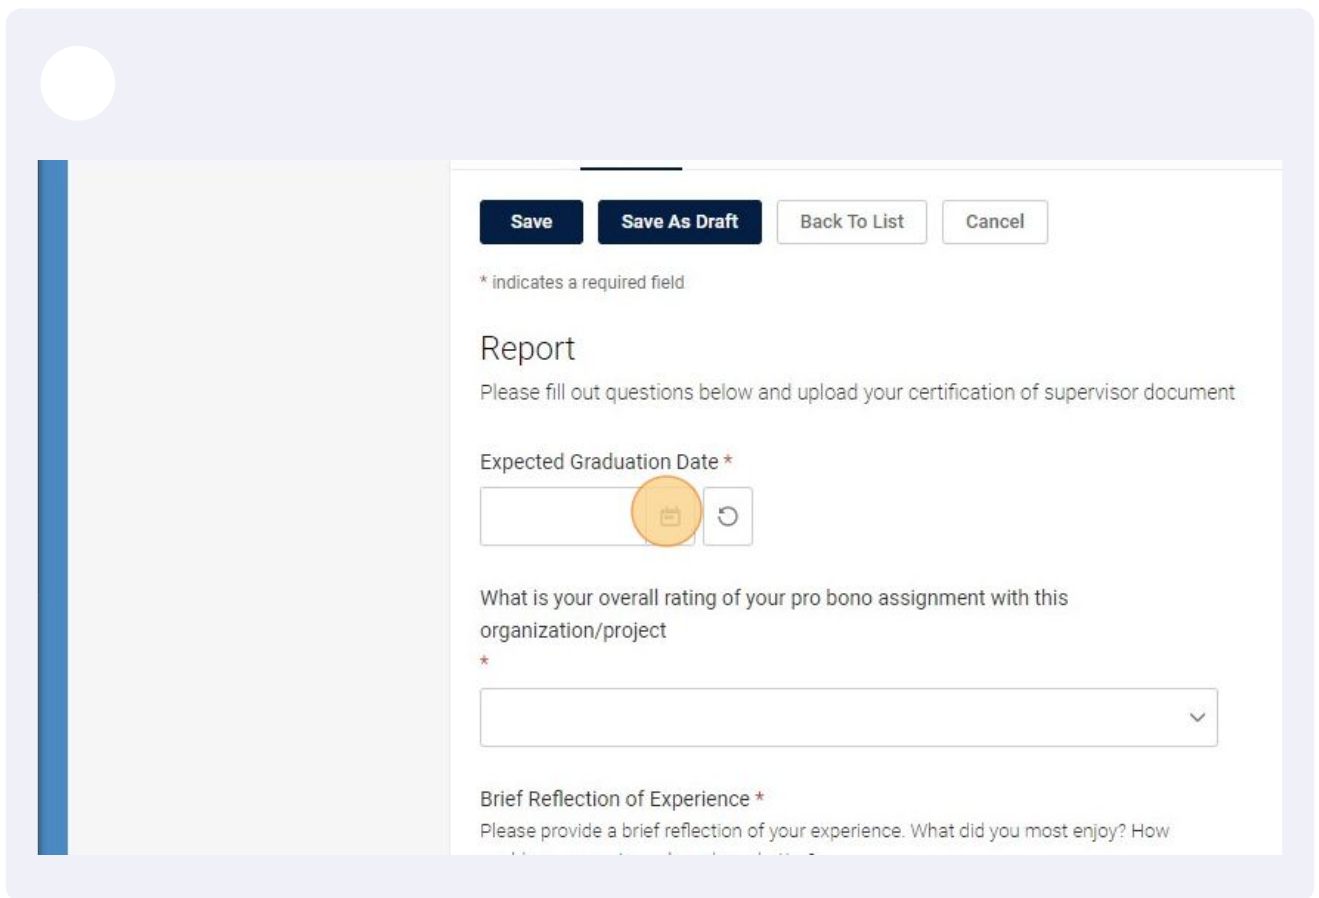 Save Save As Draft Back To List Cancel
* indicates a required field
Report
Please fill out questions below and upload your certification of supervisor document
Expected Graduation Date *
What is your overall rating of your pro bono assignment with this
organization/project
*
Brief Reflection of Experience *
Please provide a brief reflection of your experience. What did you most enjoy? How